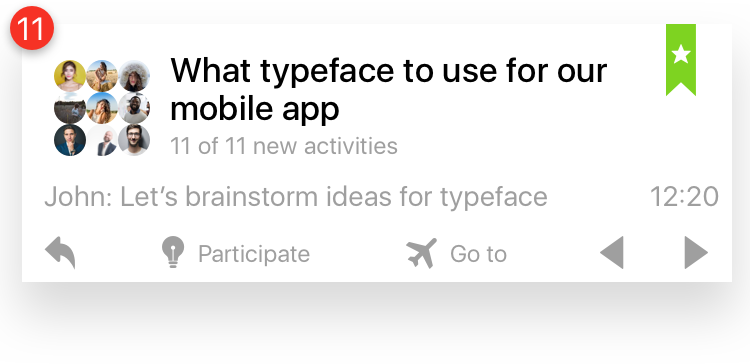 11
What typeface to use for our
mobile app
11 of 11 new activities
John: Let’s brainstorm ideas for typeface 12:20
Participate Go to